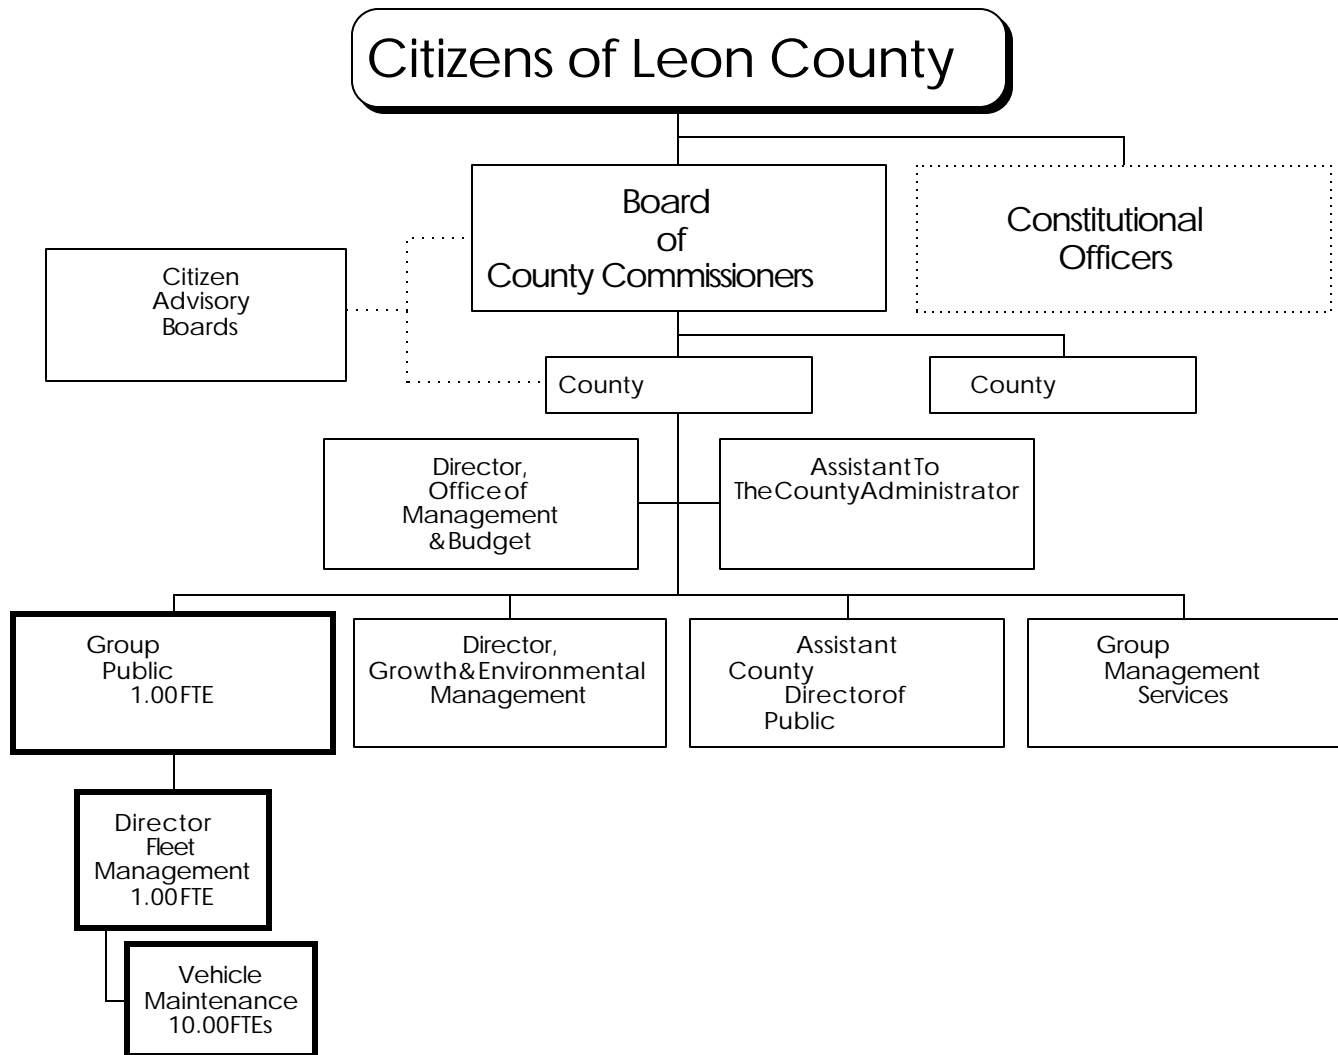 Citizens of Leon County
Board
of
County Commissioners
Constitutional
Officers
Citizen
Advisory
Boards
County
County
Director,
Office of
Management
& Budget
Assistant To
The County Administrator
Group
Public
1.00 FTE
Director,
Growth & Environmental
Management
Assistant
County
Director of
Public
Group
Management
Services
Director
Fleet
Management
1.00 FTE
Vehicle
Maintenance
10.00 FTEs